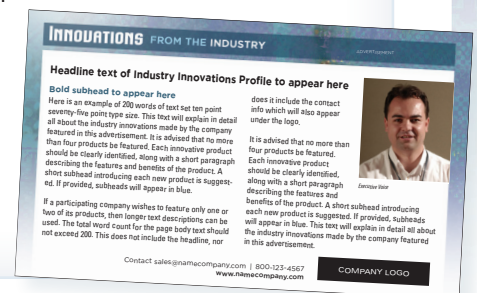 INNOVATIONS FROM THE INDUSTRY
ADVERTISEMENT
Headline text of Industry Innovations Profile to appear here
Bold subhead to appear here
Here is an example of 200 words of text set ten point
seventy-five point type size. This text will explain in detail
all about the industry innovations made by the company
featured in this advertisement. It is advised that no more
than four products be featured. Each innovative product
should be clearly identified, along with a short paragraph
describing the features and benefits of the product. A
short subhead introducing each new product is suggest-
ed. If provided, subheads will appear in blue.
If a participating company wishes to feature only one or
two of its products, then longer text descriptions can be
used. The total word count for the page body text should
not exceed 200. This does not include the headline, nor
does it include the contact
info which will also appear
under the logo.
It is advised that no more than
four products be featured.
Each innovative product
should be clearly identified,
along with a short paragraph
describing the features and
benefits of the product. A short subhead introducing
each new product is suggested. If provided, subheads
will appear in blue. This text will explain in detail all about
the industry innovations made by the company featured
in this advertisement.
Executive Name
Contact sales@namecompany.com | 800-123-4567
www.namecompany.com
COMPANY LOGO